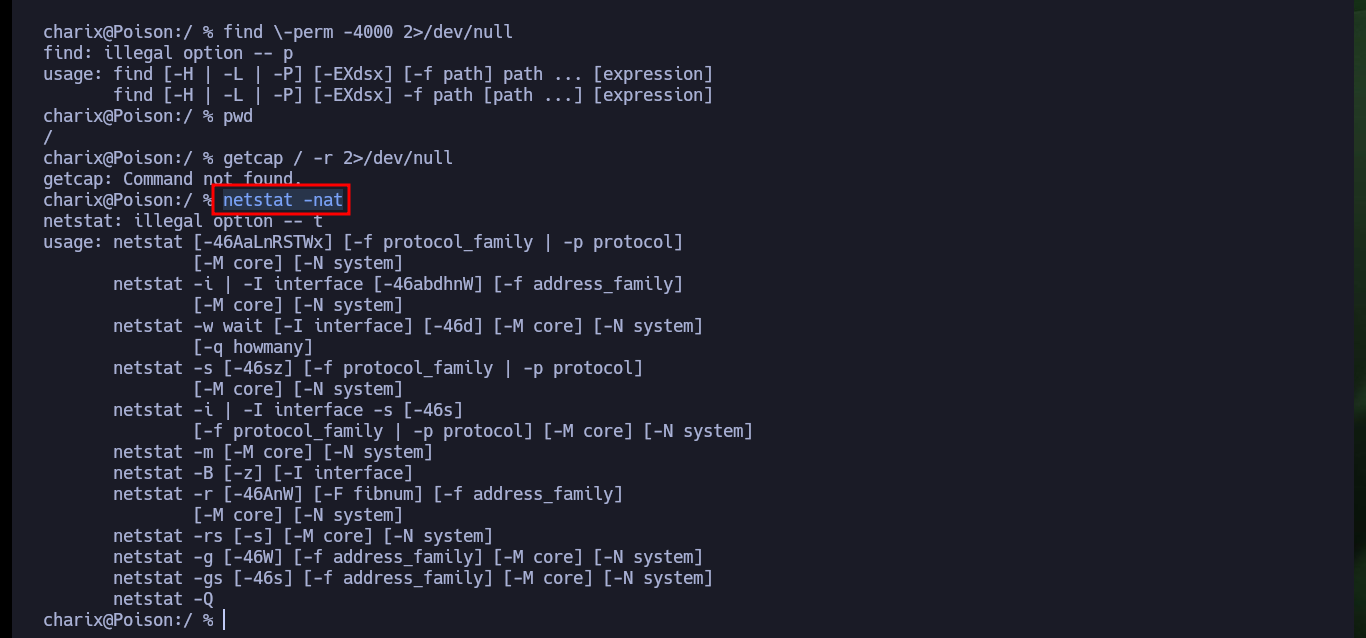 charix@Poison:/ % find \-perm -4000 2>/dev/null
find: illegal option -- p
usage: find [-H | -L | -P] [-EXdsx] [-f path] path ... [expression]
       find [-H | -L | -P] [-EXdsx] -f path [path ...] [expression]
charix@Poison:/ % pwd
/
charix@Poison:/ % getcap / -r 2>/dev/null
getcap: Command not found.
charix@Poison:/ % netstat -nat
netstat: illegal option -- t
usage: netstat [-46AaLnRSTWx] [-f protocol_family | -p protocol]
               [-M core] [-N system]
       netstat -i | -I interface [-46abdhnW] [-f address_family]
               [-M core] [-N system]
       netstat -w wait [-I interface] [-46d] [-M core] [-N system]
               [-q howmany]
       netstat -s [-46sz] [-f protocol_family | -p protocol]
               [-M core] [-N system]
       netstat -i | -I interface -s [-46s]
               [-f protocol_family | -p protocol] [-M core] [-N system]
       netstat -m [-M core] [-N system]
       netstat -B [-z] [-I interface]
       netstat -r [-46AnW] [-F fibnum] [-f address_family]
               [-M core] [-N system]
       netstat -rs [-s] [-M core] [-N system]
       netstat -g [-46W] [-f address_family] [-M core] [-N system]
       netstat -gs [-46s] [-f address_family] [-M core] [-N system]
       netstat -Q
charix@Poison:/ %